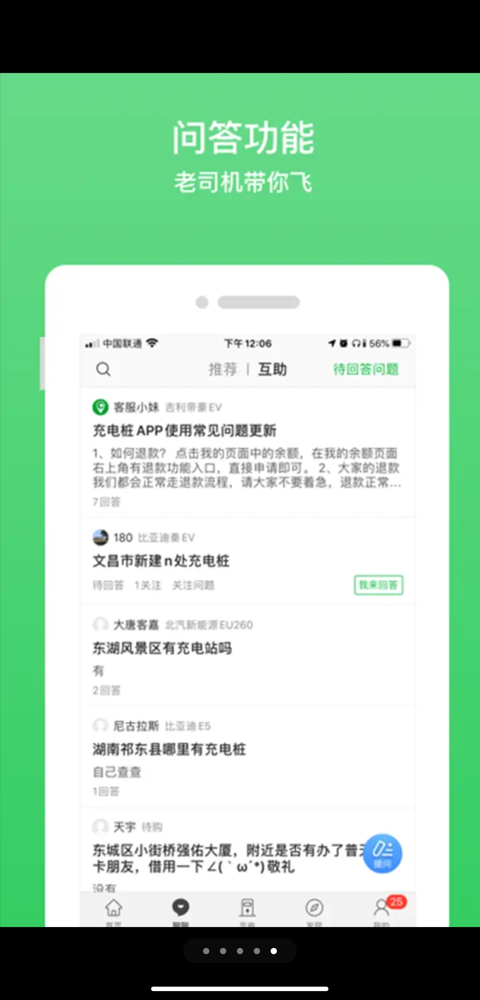 问答功能
老司机带你飞
中国联通 下午12:06 56%
推荐 | 互助 待回答问题
客服小妹 吉利帝豪EV
充电桩APP使用常见问题更新
1、如何退款？ 点击我的页面中的余额，在我的余额页面
右上角有退款功能入口，直接申请即可。2、大家的退款
我们都会正常走退款流程，请大家不要着急，退款正常...
7回答
180 比亚迪秦EV
文昌市新建n处充电桩
待回答 1关注 关注问题 我来回答
大唐客嘉 北汽新能源EU260
东湖风景区有充电站吗
有
2回答
尼古拉斯 比亚迪E5
湖南祁东县哪里有充电桩
自己查查
1回答
天宇 待购
东城区小街桥强佑大厦，附近是否有办了普天
卡朋友，借用一下∠(｀ω´*)敬礼
提问
没有
25
首页 充电 发现 我的